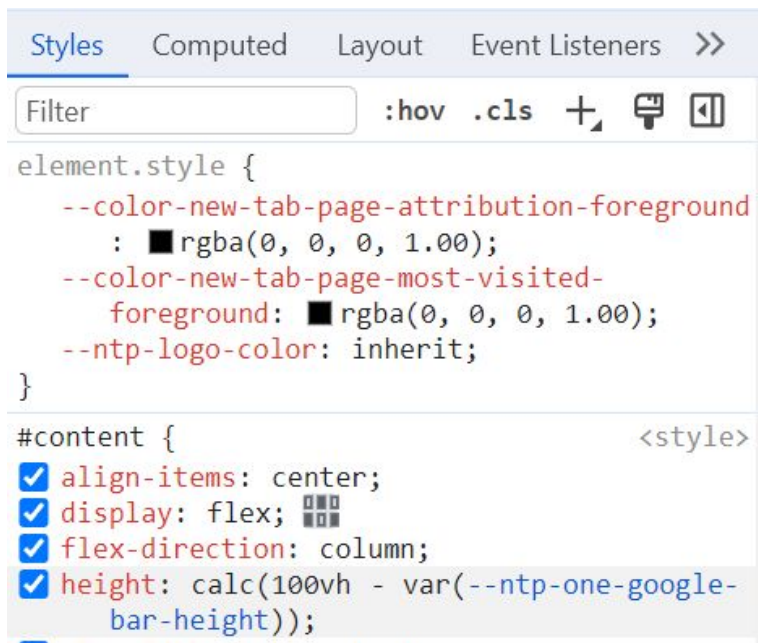 Styles Computed Layout Event Listeners >>
Filter :hov .cls +
element.style {
--color-new-tab-page-attribution-foreground
: rgba(0, 0, 0, 1.00);
--color-new-tab-page-most-visited-
foreground: rgba(0, 0, 0, 1.00);
--ntp-logo-color: inherit;
}
#content { <style>
align-items: center;
display: flex;
flex-direction: column;
height: calc(100vh - var(--ntp-one-google-
bar-height));